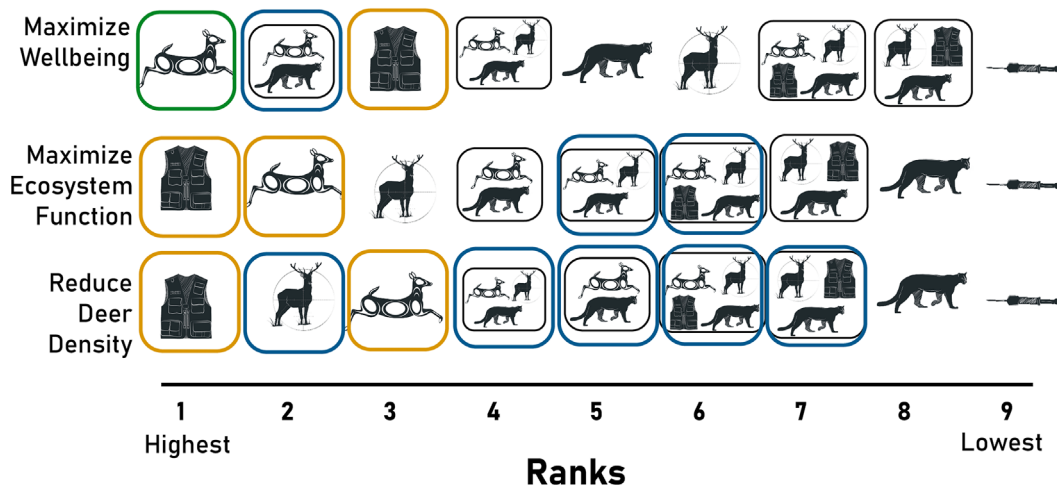 Maximize
Wellbeing
Maximize
Ecosystem
Function
Reduce
Deer
Density
1 2 3 4 5 6 7 8 9
Highest Lowest
Ranks